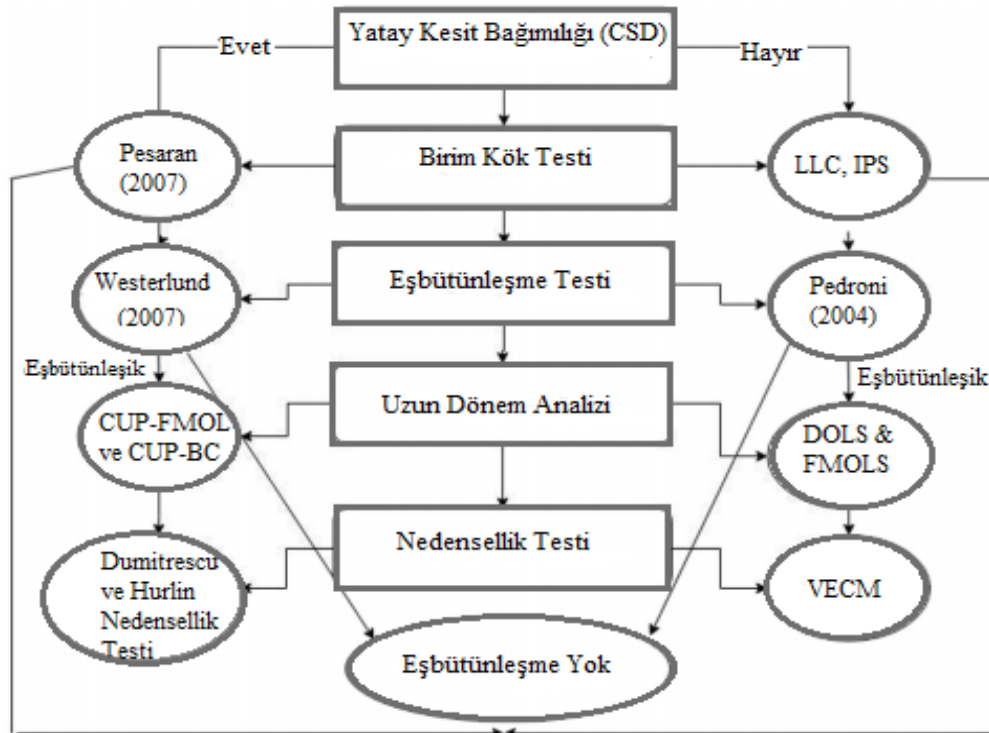 Yatay Kesit Bağımılığı (CSD)
Evet
Hayır
Pesaran
(2007)
Birim Kök Testi
LLC, IPS
Westerlund
(2007)
Eşbütünleşme Testi
Pedroni
(2004)
Eşbütünleşik
Eşbütünleşik
CUP-FMOL
ve CUP-BC
Uzun Dönem Analizi
DOLS &
FMOLS
Dumitrescu
ve Hurlin
Nedensellik
Testi
Nedensellik Testi
VECM
Eşbütünleşme Yok